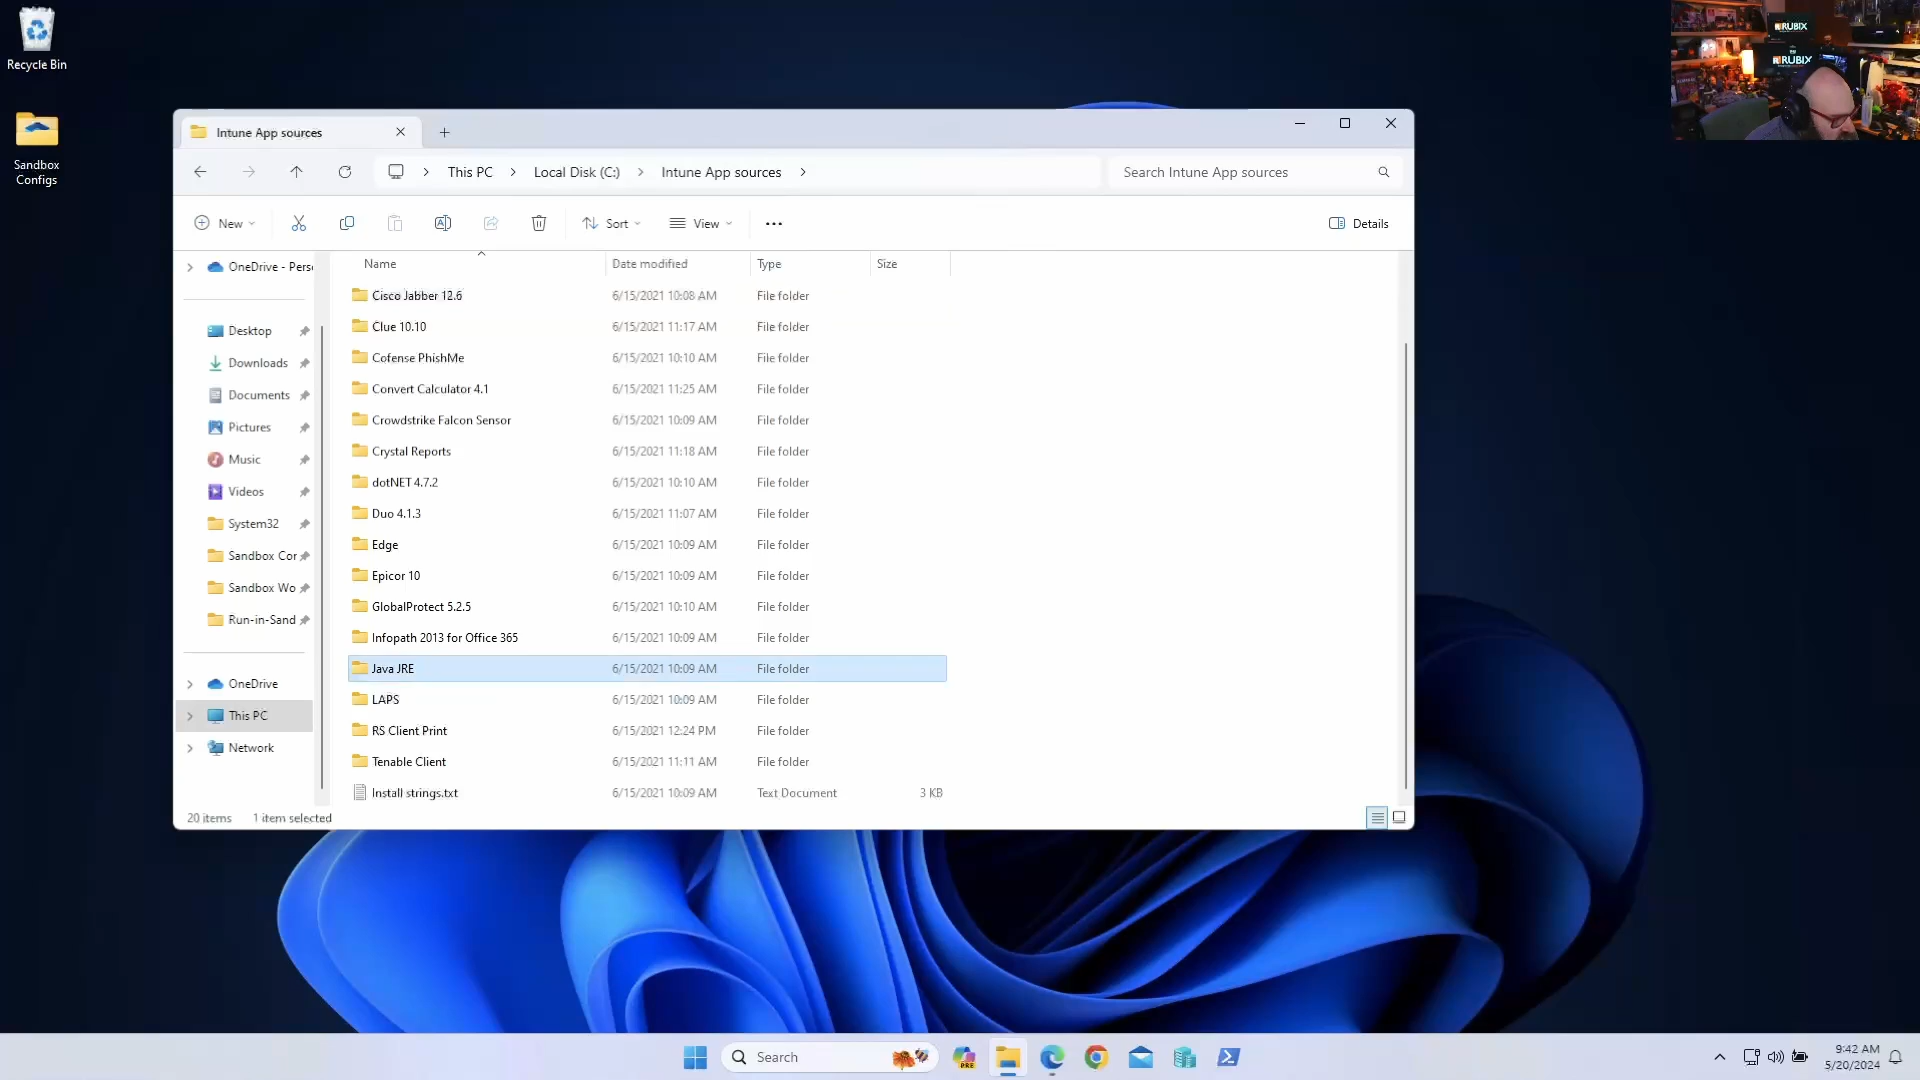 Recycle Bin
Sandbox
Configs
RUBIX
RUBIX
Intune App sources
This PC
Local Disk (C:)
Intune App sources
Search Intune App sources
New
Sort
View
Details
OneDrive - Pers
Desktop
Downloads
Documents
Pictures
Music
Videos
System32
Sandbox Cor
Sandbox Wo
Run-in-Sand
OneDrive
This PC
Network
Name Date modified Type Size
Cisco Jabber 12.6 6/15/2021 10:08 AM File folder
Clue 10.10 6/15/2021 11:17 AM File folder
Cofense PhishMe 6/15/2021 10:10 AM File folder
Convert Calculator 4.1 6/15/2021 11:25 AM File folder
Crowdstrike Falcon Sensor 6/15/2021 10:09 AM File folder
Crystal Reports 6/15/2021 11:18 AM File folder
dotNET 4.7.2 6/15/2021 10:10 AM File folder
Duo 4.1.3 6/15/2021 11:07 AM File folder
Edge 6/15/2021 10:09 AM File folder
Epicor 10 6/15/2021 10:09 AM File folder
GlobalProtect 5.2.5 6/15/2021 10:10 AM File folder
Infopath 2013 for Office 365 6/15/2021 10:09 AM File folder
Java JRE 6/15/2021 10:09 AM File folder
LAPS 6/15/2021 10:09 AM File folder
RS Client Print 6/15/2021 12:24 PM File folder
Tenable Client 6/15/2021 11:11 AM File folder
Install strings.txt 6/15/2021 10:09 AM Text Document 3 KB
20 items 1 item selected
Search
PRE
9:42 AM
5/20/2024